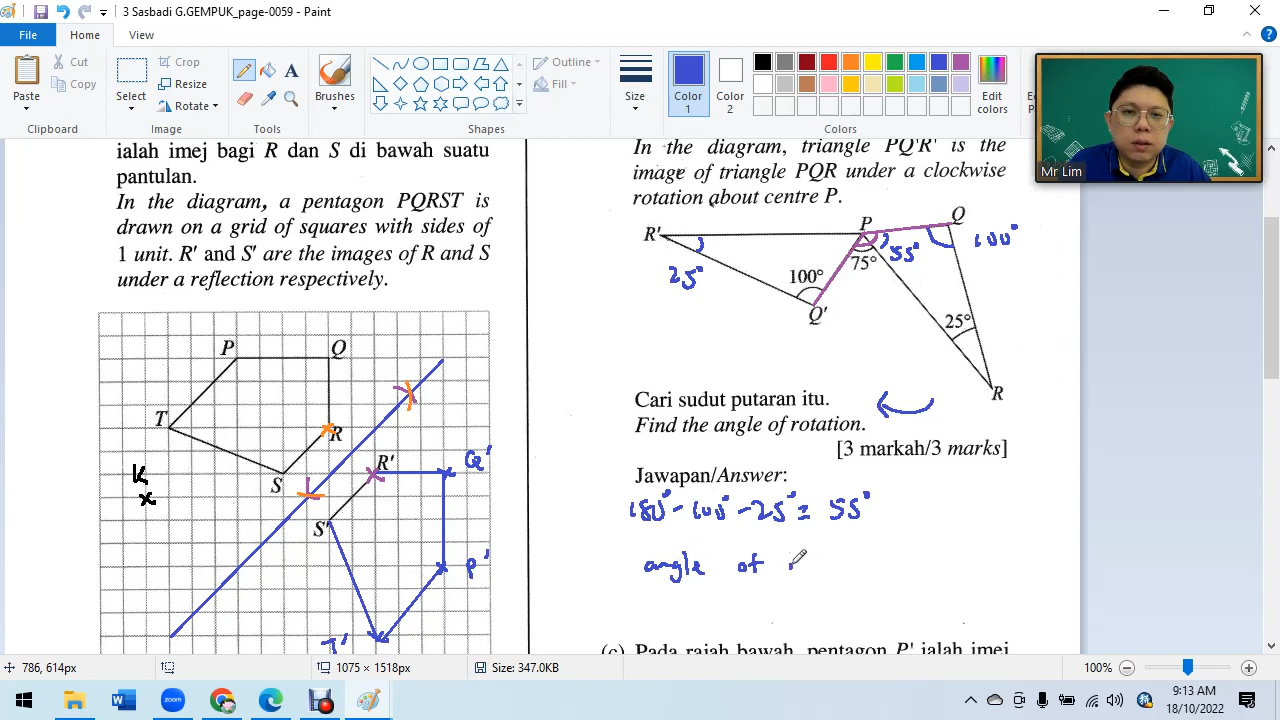 3 Sasbadi G.GEMPUK_page-0059 - Paint
File
Home
View
Paste
Cut
Copy
Clipboard
Select
Crop
Resize
Rotate
Image
Tools
Brushes
Shapes
Outline
Fill
Size
Color 1
Color 2
Edit colors
Colors
Mr Lim
ialah imej bagi R dan S di bawah suatu
pantulan.
In the diagram, a pentagon PQRST is
drawn on a grid of squares with sides of
1 unit. R' and S' are the images of R and S
under a reflection respectively.
P
Q
T
R
S
K
R'
Q'
S'
P'
T'
In the diagram, triangle PQ'R' is the
image of triangle PQR under a clockwise
rotation about centre P.
R'
P
Q
25°
100°
75°
55°
100°
Q'
25°
R
Cari sudut putaran itu.
Find the angle of rotation.
[3 markah/3 marks]
Jawapan/Answer:
180° - 100° - 25° = 55°
angle of
(c) Pada rajah bawah, pentagon P' ialah imej
786, 614px
1075 × 1518px
Size: 347.0KB
100%
9:13 AM
18/10/2022